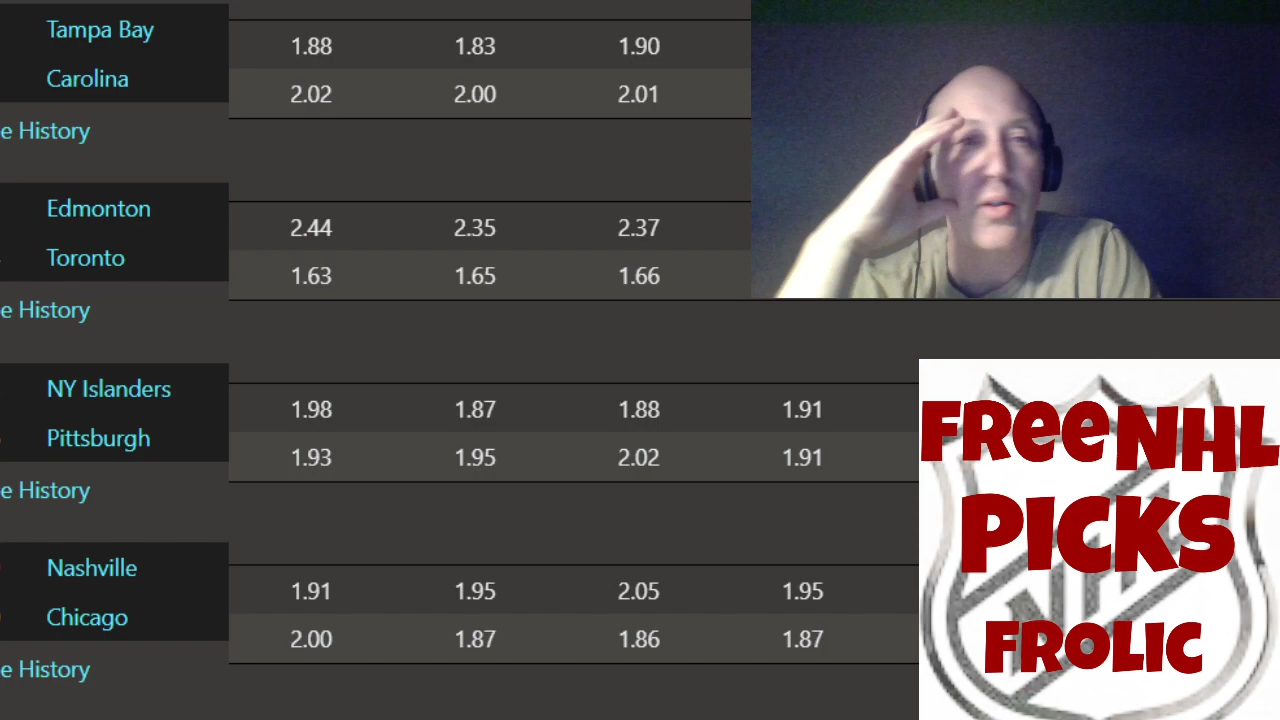 Tampa Bay 1.88 1.83 1.90
Carolina 2.02 2.00 2.01
e History
Edmonton 2.44 2.35 2.37
Toronto 1.63 1.65 1.66
e History
NY Islanders 1.98 1.87 1.88 1.91
Pittsburgh 1.93 1.95 2.02 1.91
e History
Nashville 1.91 1.95 2.05 1.95
Chicago 2.00 1.87 1.86 1.87
e History
FReeNHL
PICKS
FROLIC
NHL